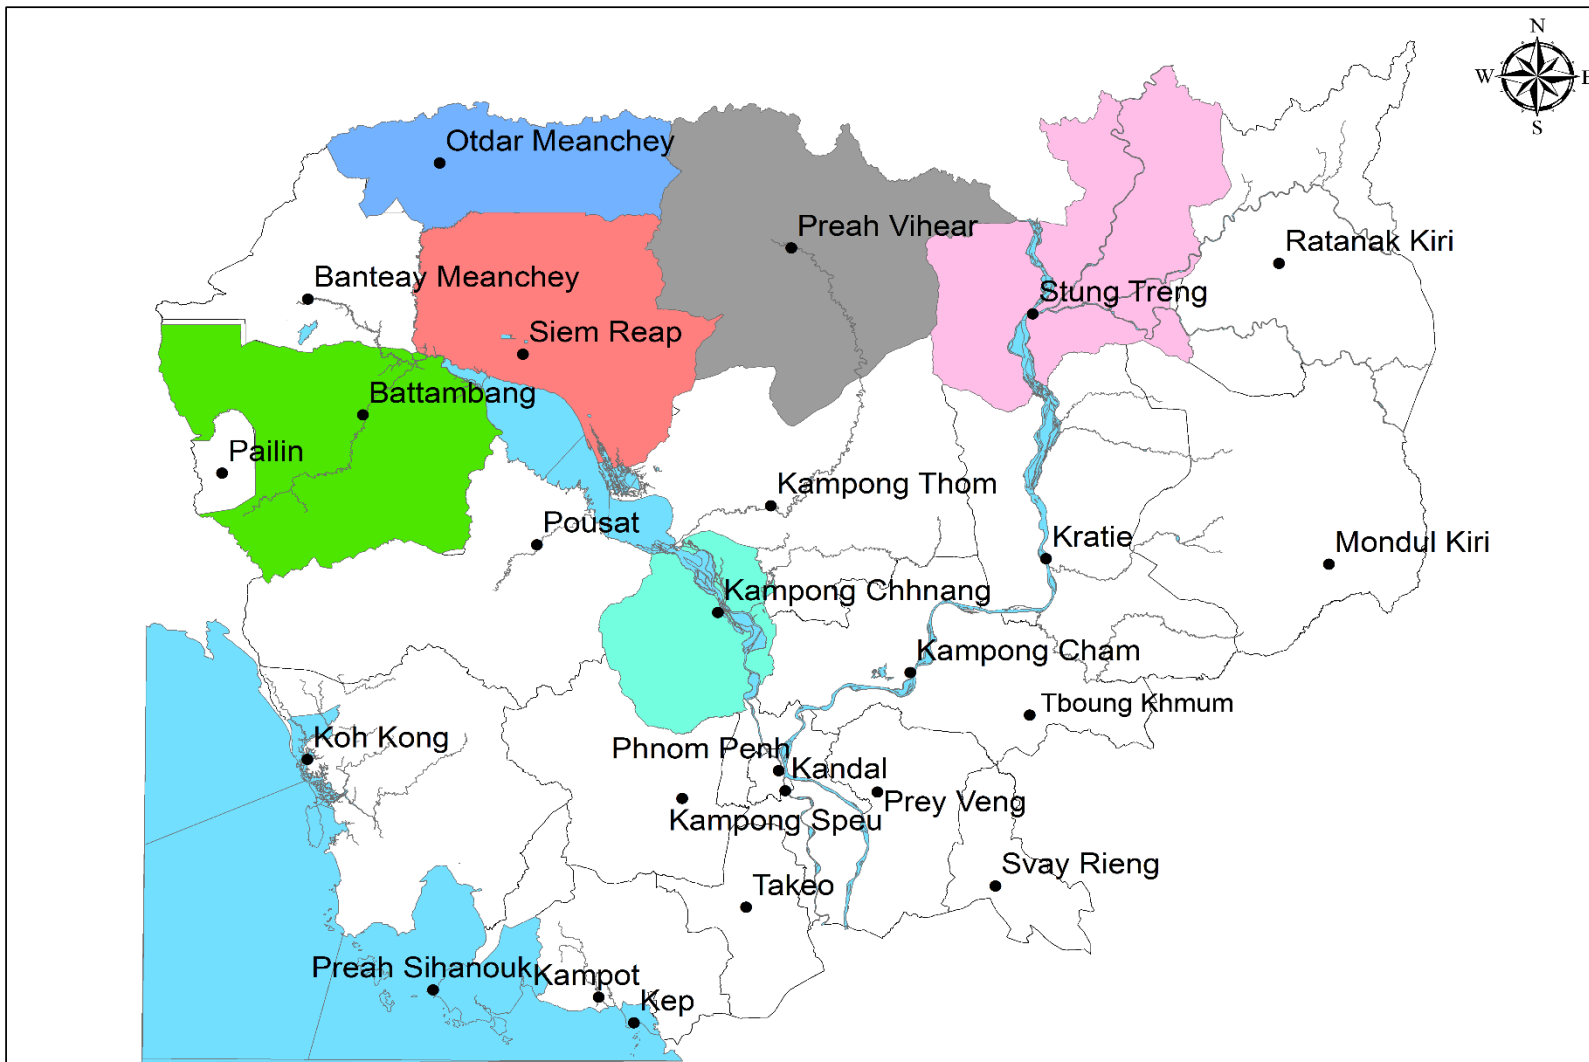 N
W
E
S
Otdar Meanchey
Preah Vihear
Ratanak Kiri
Banteay Meanchey
Stung Treng
Siem Reap
Battambang
Pailin
Kampong Thom
Pousat
Kratie
Mondul Kiri
Kampong Chhnang
Kampong Cham
Tboung Khmum
Koh Kong
Phnom Penh
Kandal
Prey Veng
Kampong Speu
Svay Rieng
Takeo
Preah Sihanouk
Kampot
Kep